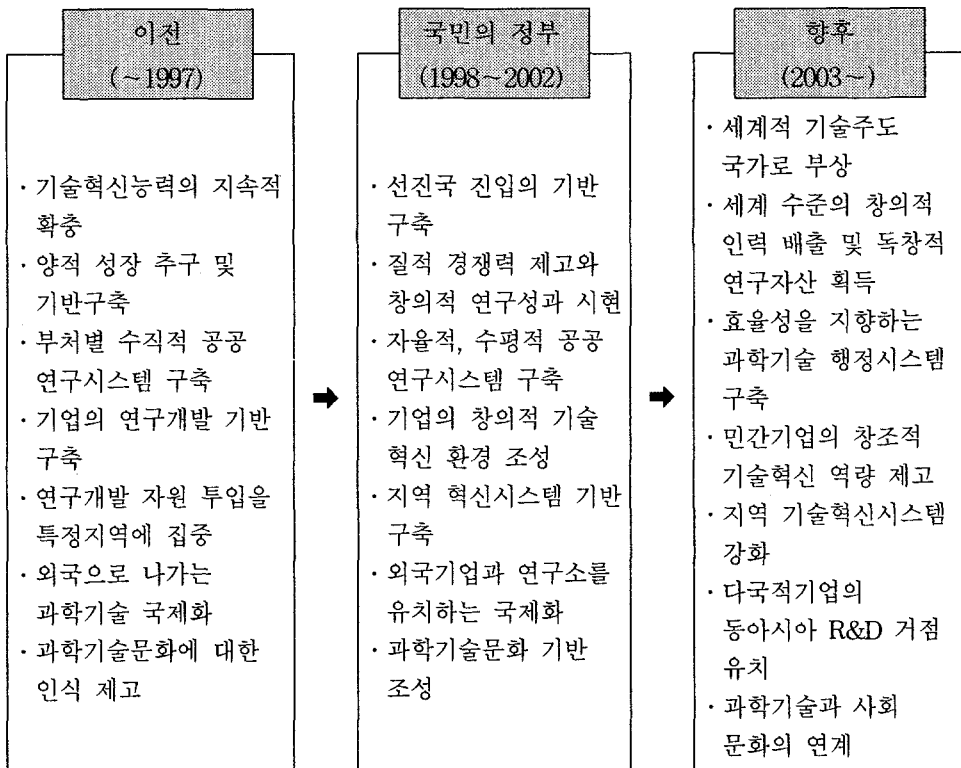 이전
(~1997)
· 기술혁신능력의 지속적
확충
· 양적 성장 추구 및
기반구축
· 부처별 수직적 공공
연구시스템 구축
· 기업의 연구개발 기반
구축
· 연구개발 자원 투입을
특정지역에 집중
· 외국으로 나가는
과학기술 국제화
· 과학기술문화에 대한
인식 제고
국민의 정부
(1998~2002)
· 선진국 진입의 기반
구축
· 질적 경쟁력 제고와
창의적 연구성과 시현
· 자율적, 수평적 공공
연구시스템 구축
· 기업의 창의적 기술
혁신 환경 조성
· 지역 혁신시스템 기반
구축
· 외국기업과 연구소를
유치하는 국제화
· 과학기술문화 기반
조성
향후
(2003~)
· 세계적 기술주도
국가로 부상
· 세계 수준의 창의적
인력 배출 및 독창적
연구자산 획득
· 효율성을 지향하는
과학기술 행정시스템
구축
· 민간기업의 창조적
기술혁신 역량 제고
· 지역 기술혁신시스템
강화
· 다국적기업의
동아시아 R&D 거점
유치
· 과학기술과 사회
문화의 연계